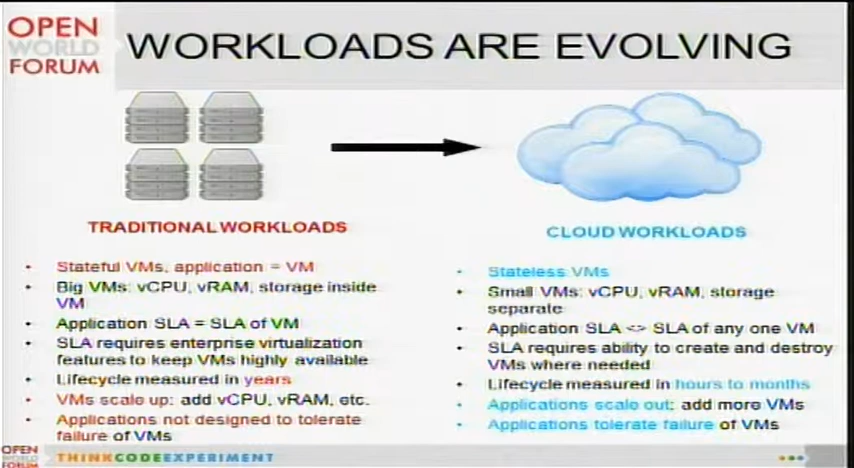 OPEN
WORLD
FORUM
WORKLOADS ARE EVOLVING
TRADITIONAL WORKLOADS
• Stateful VMs, application = VM
• Big VMs: vCPU, vRAM, storage inside
VM
• Application SLA = SLA of VM
• SLA requires enterprise virtualization
features to keep VMs highly available
• Lifecycle measured in years
• VMs scale up: add vCPU, vRAM, etc.
• Applications not designed to tolerate
failure of VMs
CLOUD WORKLOADS
• Stateless VMs
• Small VMs: vCPU, vRAM, storage
separate
• Application SLA <> SLA of any one VM
• SLA requires ability to create and destroy
VMs where needed
• Lifecycle measured in hours to months
• Applications scale out: add more VMs
• Applications tolerate failure of VMs
OPEN
WORLD
FORUM
THINKCODEEXPERIMENT